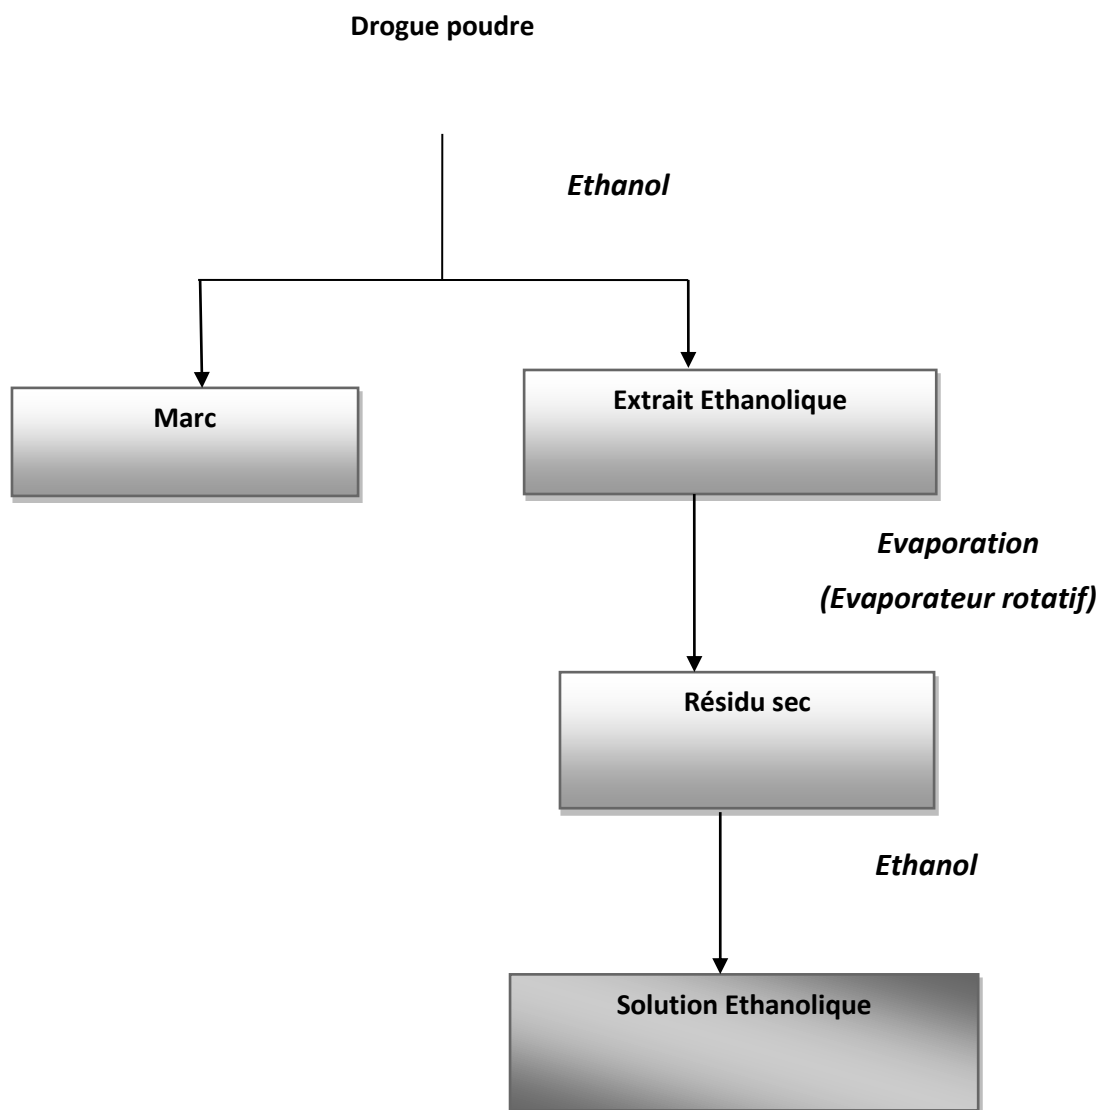 Drogue poudre
Ethanol
Marc
Extrait Ethanolique
Evaporation
(Evaporateur rotatif)
Résidu sec
Ethanol
Solution Ethanolique